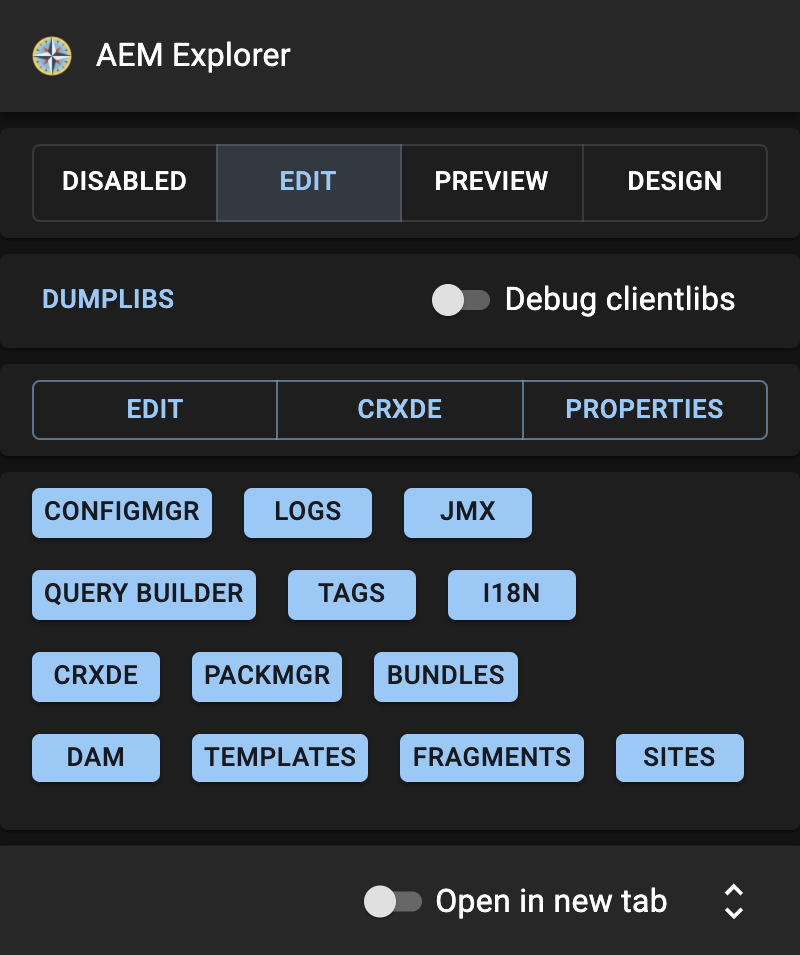 AEM Explorer
DISABLED EDIT PREVIEW DESIGN
DUMPLIBS Debug clientlibs
EDIT CRXDE PROPERTIES
CONFIGMGR LOGS JMX
QUERY BUILDER TAGS I18N
CRXDE PACKMGR BUNDLES
DAM TEMPLATES FRAGMENTS SITES
Open in new tab